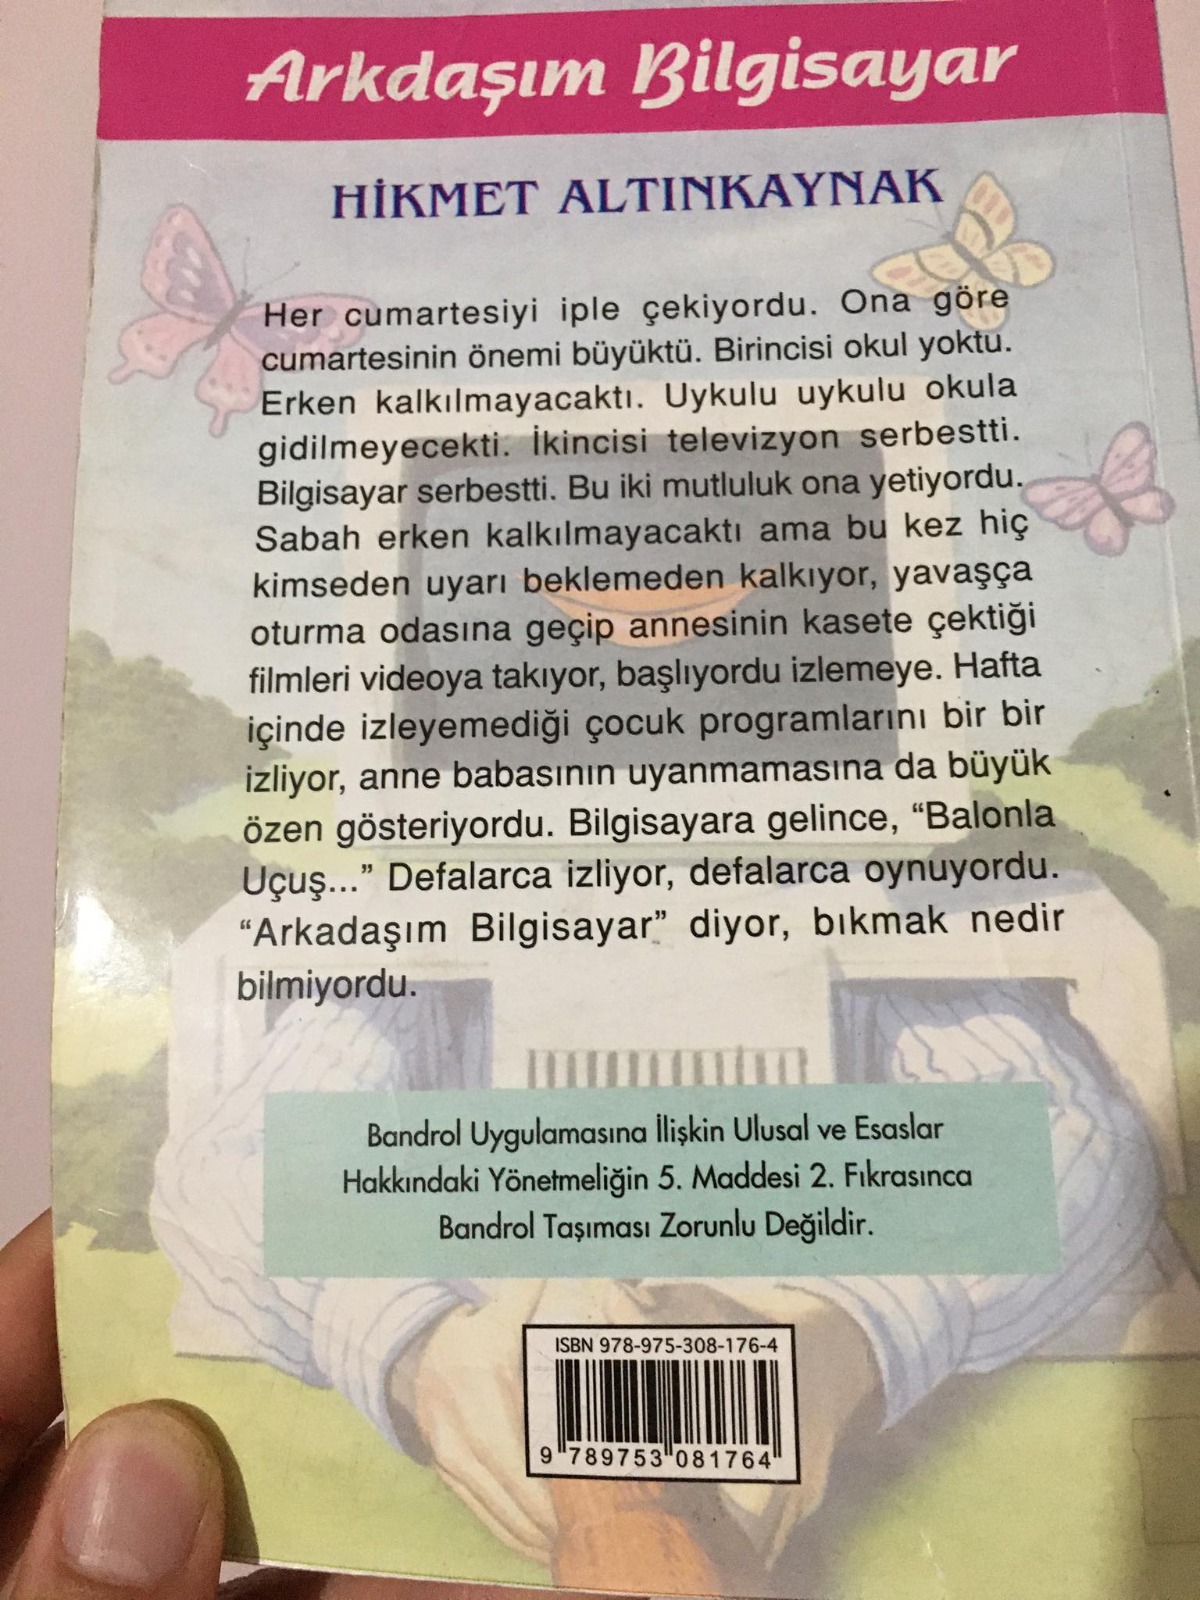 Arkdaşım Bilgisayar
HİKMET ALTINKAYNAK
Her cumartesiyi iple çekiyordu. Ona göre
cumartesinin önemi büyüktü. Birincisi okul yoktu.
Erken kalkılmayacaktı. Uykulu uykulu okula
gidilmeyecekti. İkincisi televizyon serbestti.
Bilgisayar serbestti. Bu iki mutluluk ona yetiyordu.
Sabah erken kalkılmayacaktı ama bu kez hiç
kimseden uyarı beklemeden kalkıyor, yavaşça
oturma odasına geçip annesinin kasete çektiği
filmleri videoya takıyor, başlıyordu izlemeye. Hafta
içinde izleyemediği çocuk programlarını bir bir
izliyor, anne babasının uyanmamasına da büyük
özen gösteriyordu. Bilgisayara gelince, “Balonla
Uçuş...” Defalarca izliyor, defalarca oynuyordu.
“Arkadaşım Bilgisayar” diyor, bıkmak nedir
bilmiyordu.
Bandrol Uygulamasına İlişkin Ulusal ve Esaslar
Hakkındaki Yönetmeliğin 5. Maddesi 2. Fıkrasınca
Bandrol Taşıması Zorunlu Değildir.
ISBN 978-975-308-176-4
9 789753 081764